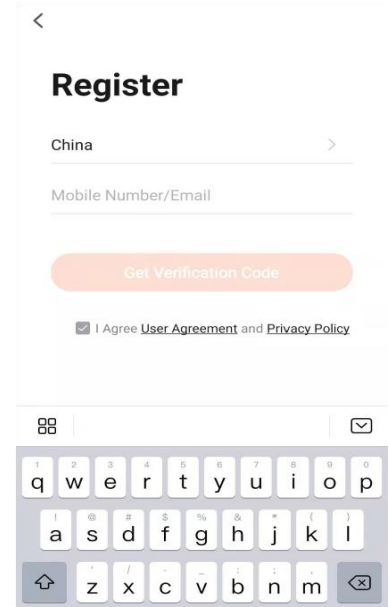 Register
China
Mobile Number/Email
Get Verification Code
I Agree User Agreement and Privacy Policy
1 2 3 4 5 6 7 8 9 0
q w e r t y u i o p
! @ # $ % & * ( )
a s d f g h j k l
z x c v b n m